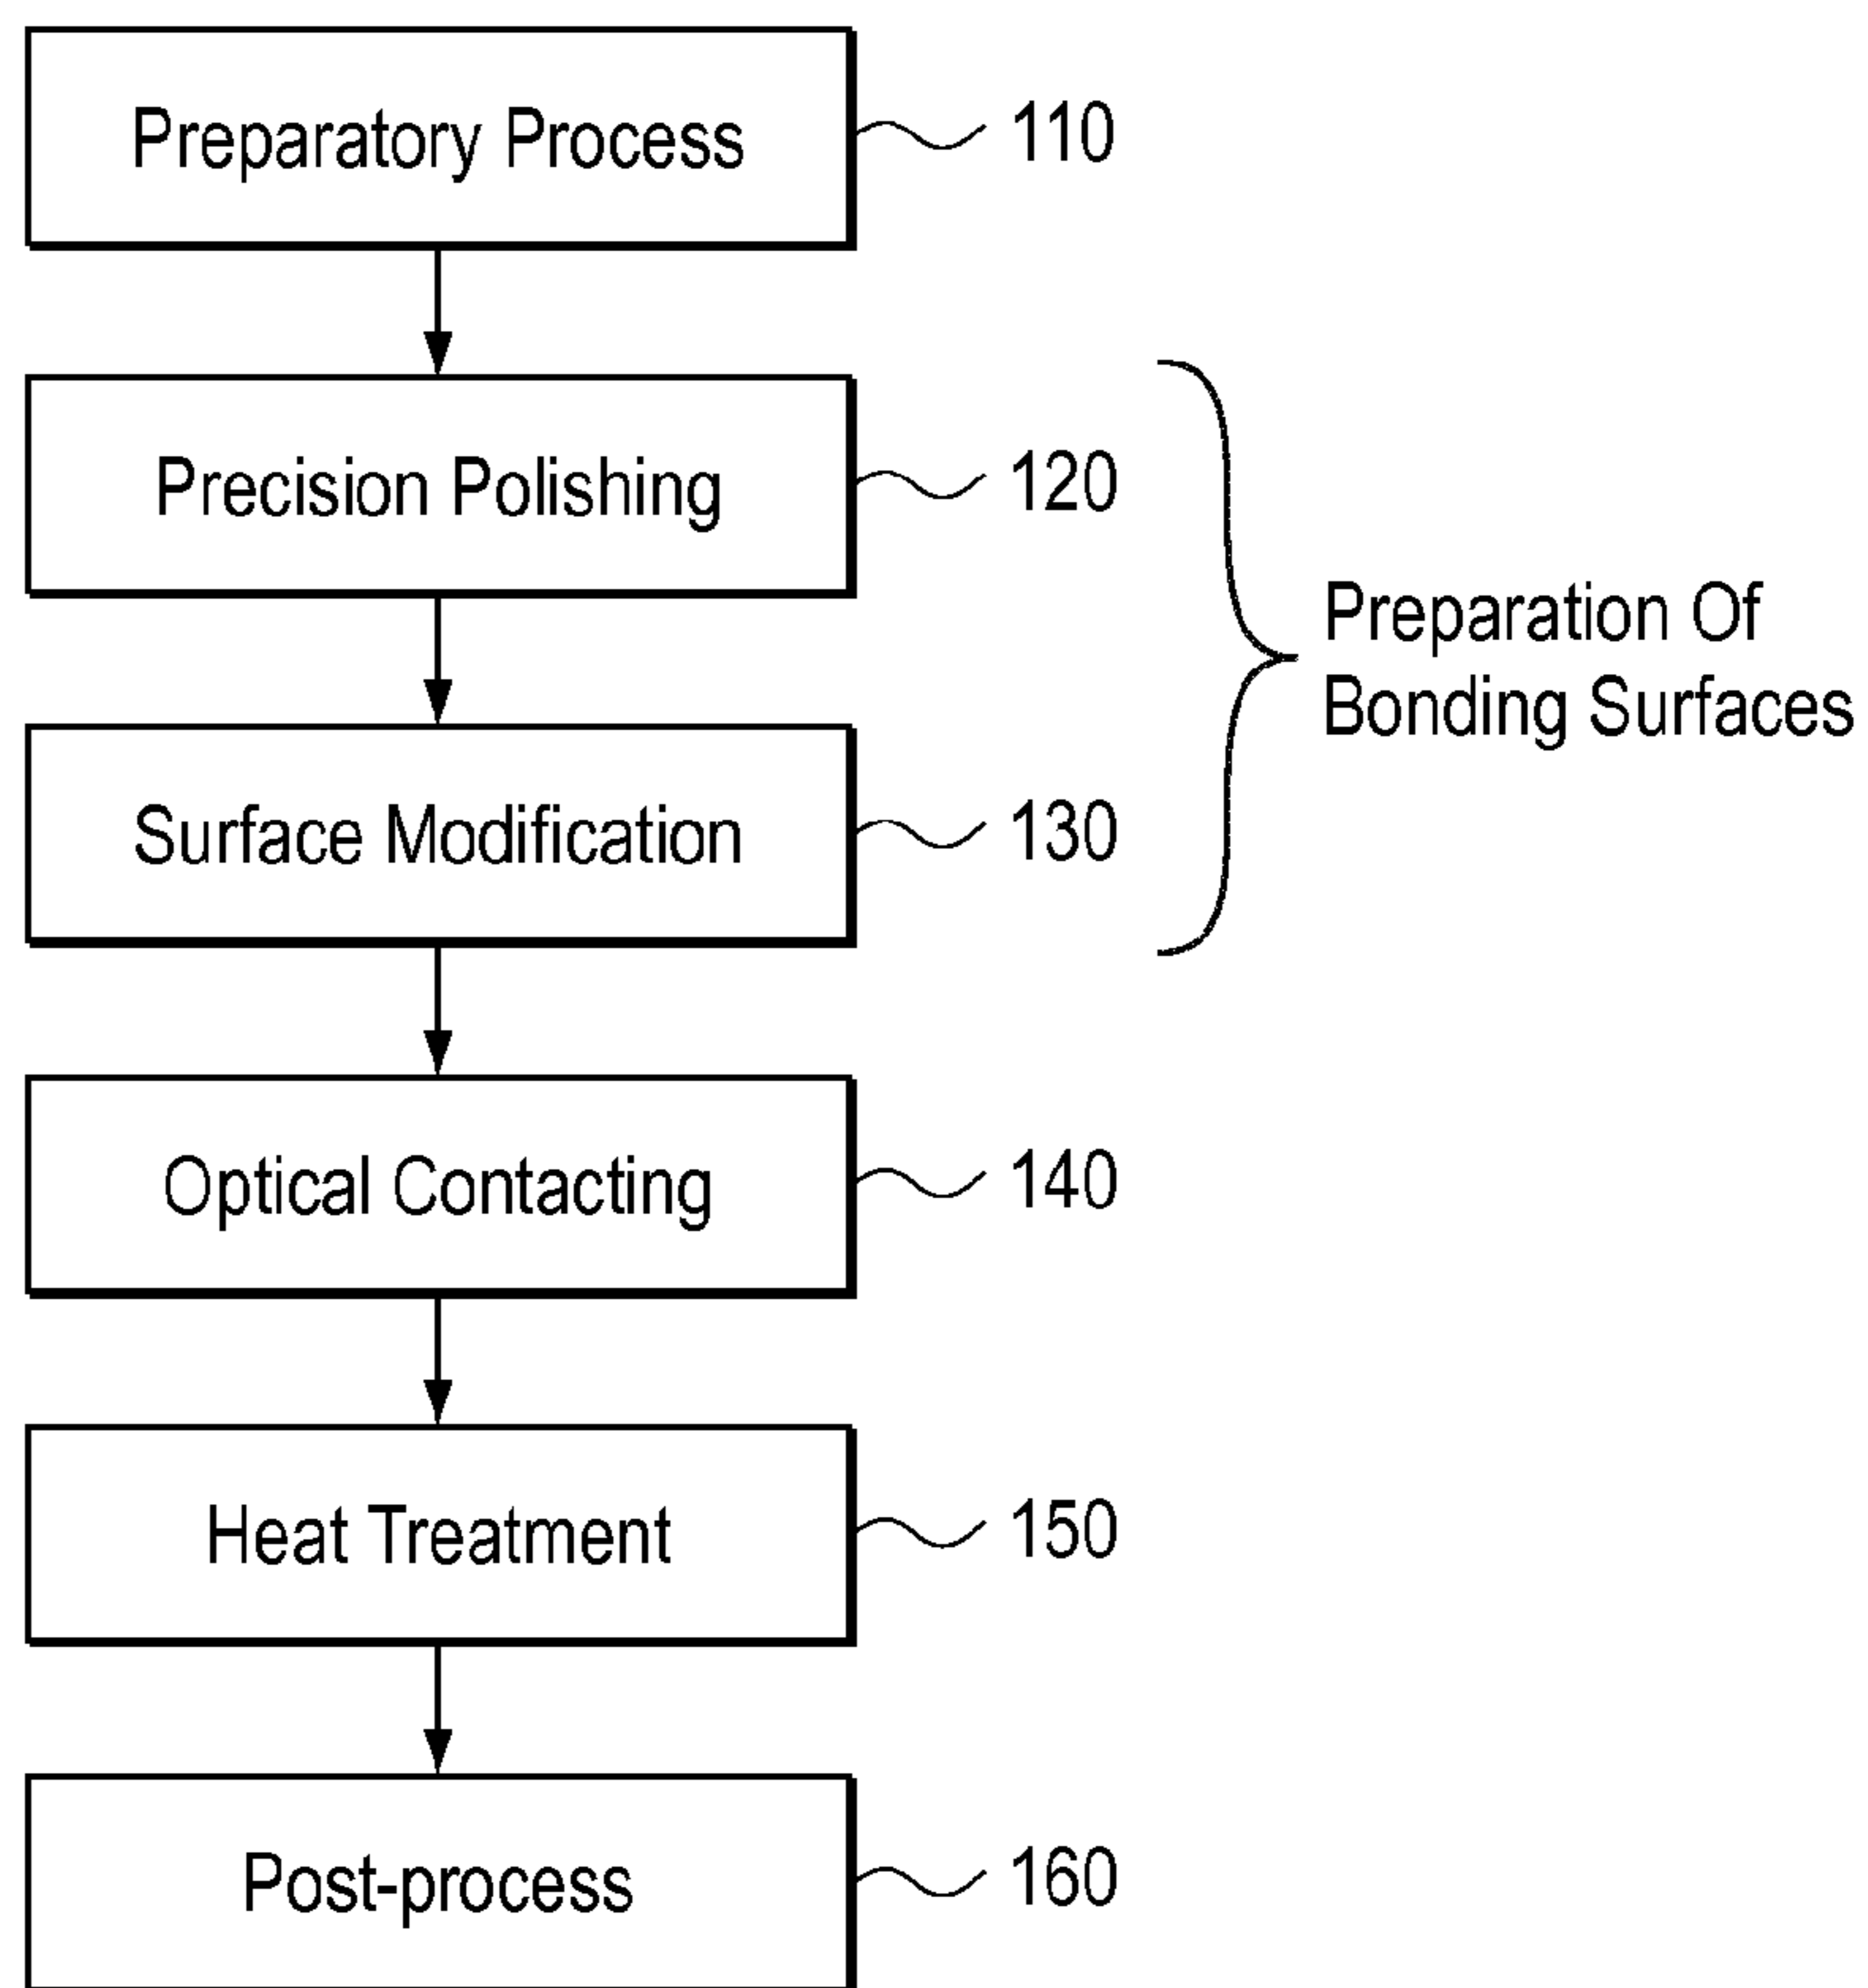 Preparatory Process 110
Precision Polishing 120
Preparation Of
Bonding Surfaces
Surface Modification 130
Optical Contacting 140
Heat Treatment 150
Post-process 160